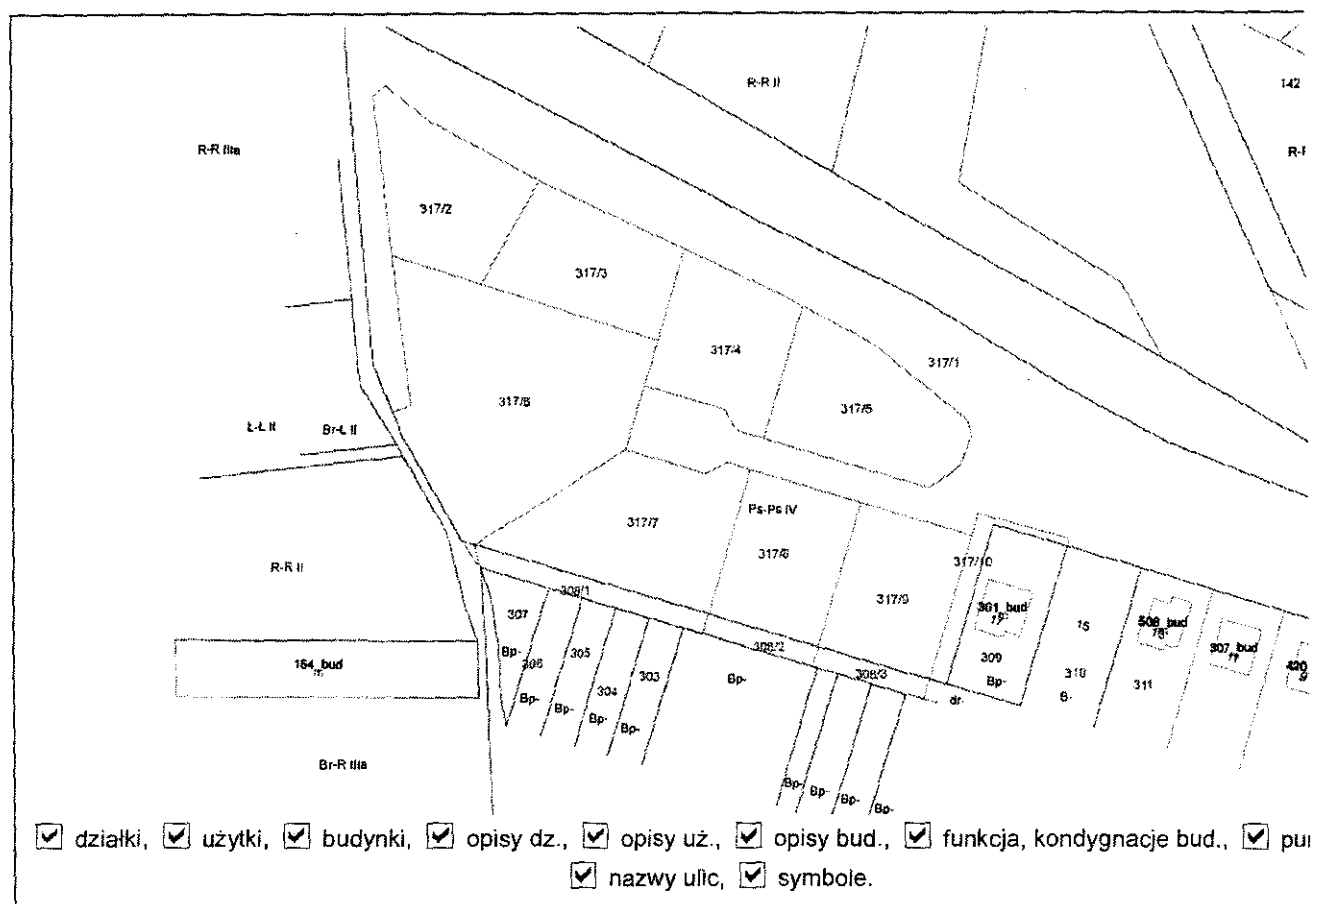 R-R II
142
R-R IIIa
R-R
317/2
317/3
317/4
317/1
317/8
317/5
Ł-Ł II
Br-Ł II
317/7
Ps-Ps IV
317/6
R-R II
317/10
308/1
317/9
301_bud
307
15
508_bud
305
308/2
307_bud
164_bud
Bp-
306
309
310
420
304
303
Bp-
308/3
Bp-
311
Bp-
Bp-
B-
dr-
Bp-
Bp-
Br-R IIIa
Bp-
Bp-
Bp-
Bp-
działki, użytki, budynki, opisy dz., opisy uż., opisy bud., funkcja, kondygnacje bud., pun
nazwy ulic, symbole.